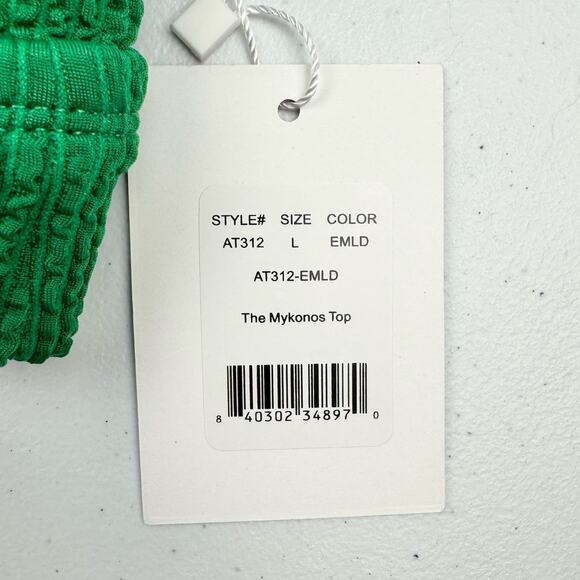 STYLE# SIZE COLOR
AT312 L EMLD
AT312-EMLD
The Mykonos Top
8 40302 34897 0